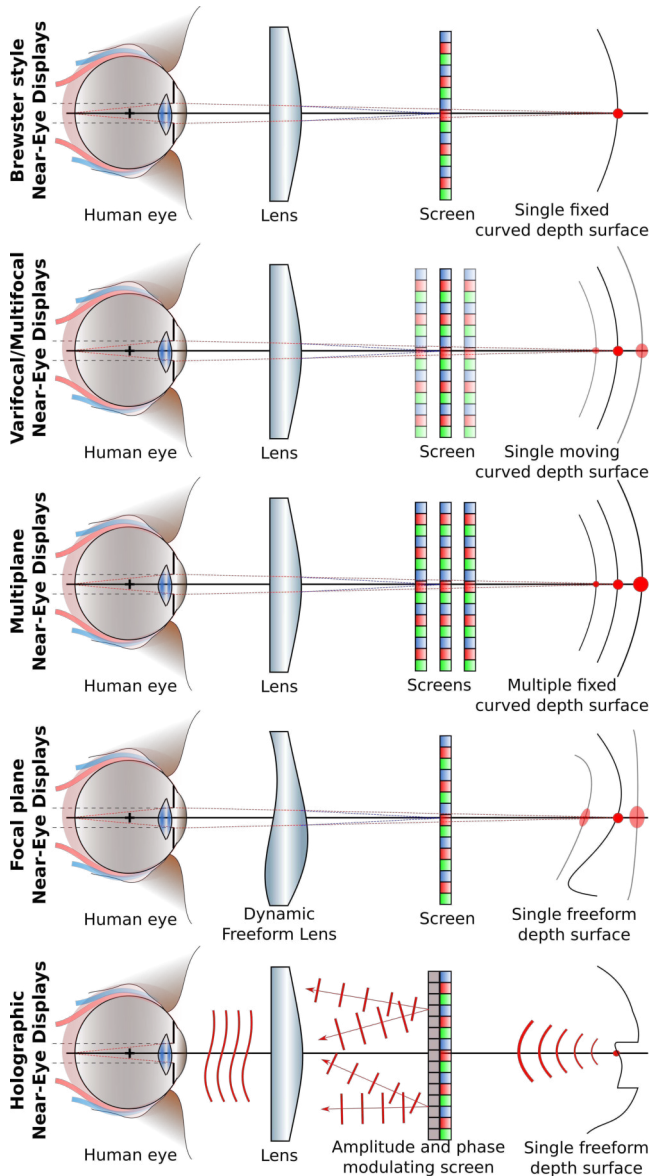 Brewster style
Near-Eye Displays
Human eye
Lens
Screen
Single fixed
curved depth surface
Varifocal/Multifocal
Near-Eye Displays
Human eye
Lens
Screen
Single moving
curved depth surface
Multiplane
Near-Eye Displays
Human eye
Lens
Screens
Multiple fixed
curved depth surface
Focal plane
Near-Eye Displays
Human eye
Dynamic
Freeform Lens
Screen
Single freeform
depth surface
Holographic
Near-Eye Displays
Human eye
Lens
Amplitude and phase
modulating screen
Single freeform
depth surface